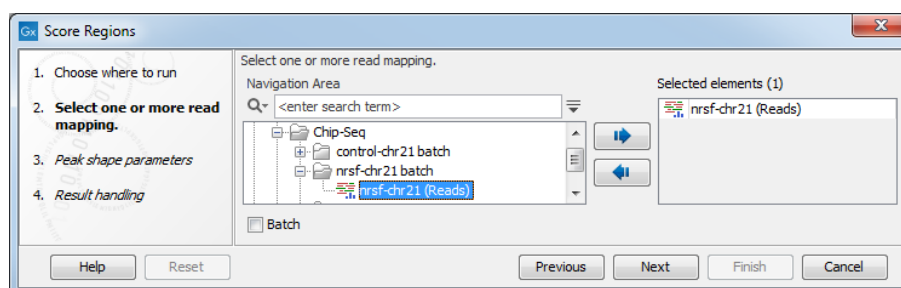 Gx Score Regions
X
1. Choose where to run
2. Select one or more read
mapping.
3. Peak shape parameters
4. Result handling
Select one or more read mapping.
Navigation Area
<enter search term>
Chip-Seq
control-chr21 batch
nrsf-chr21 batch
nrsf-chr21 (Reads)
Batch
Selected elements (1)
nrsf-chr21 (Reads)
Help
Reset
Previous
Next
Finish
Cancel